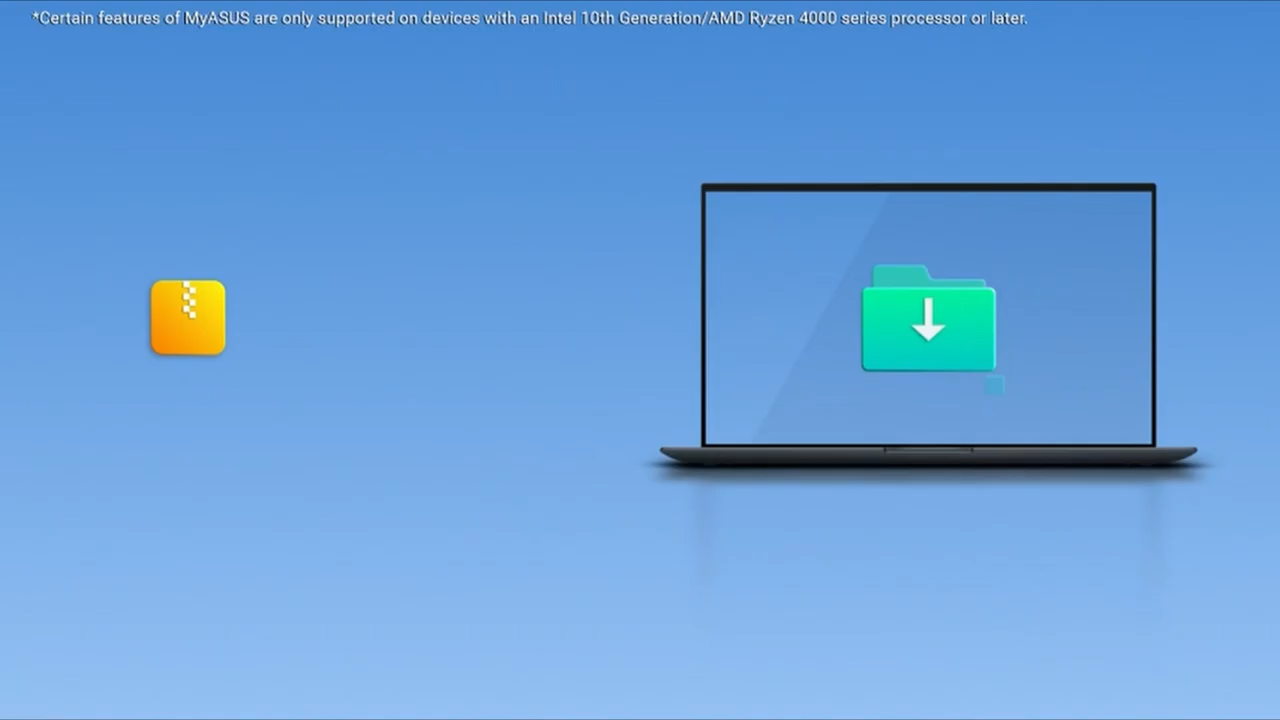 *Certain features of MyASUS are only supported on devices with an Intel 10th Generation/AMD Ryzen 4000 series processor or later.